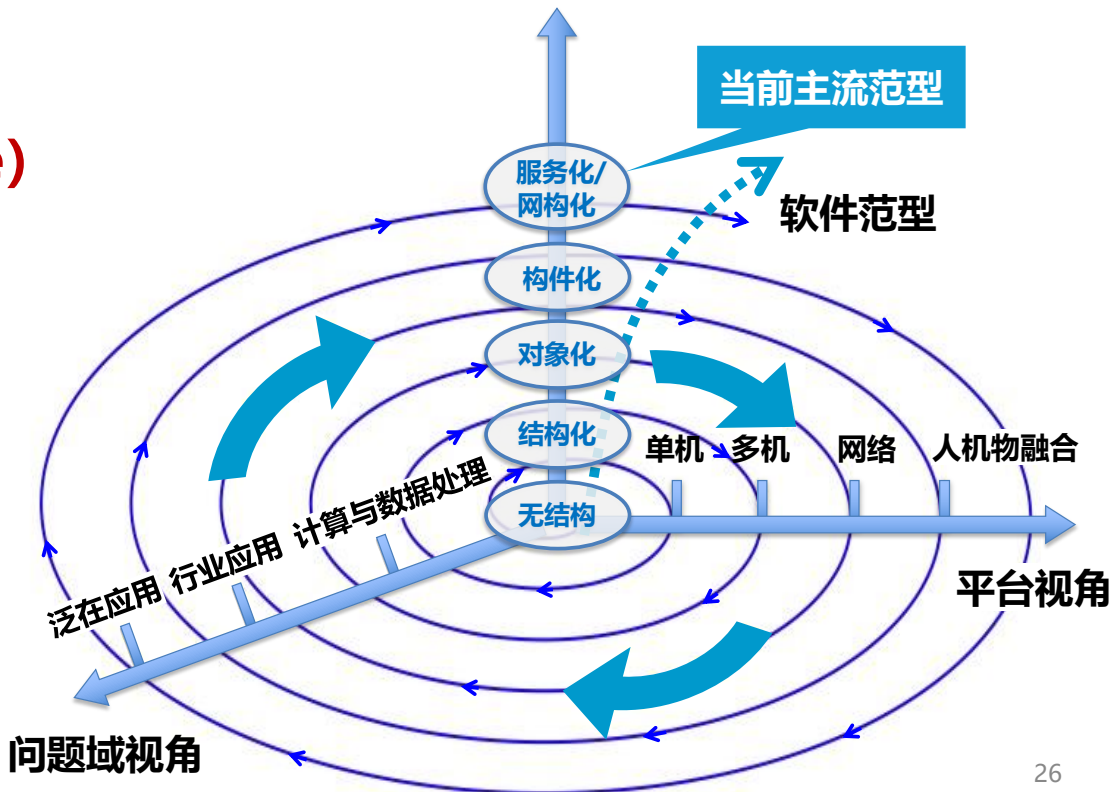 当前主流范型
e)
服务化/
网构化
软件范型
构件化
对象化
结构化
单机 多机 网络 人机物融合
无结构
泛在应用 行业应用 计算与数据处理
平台视角
问题域视角
26